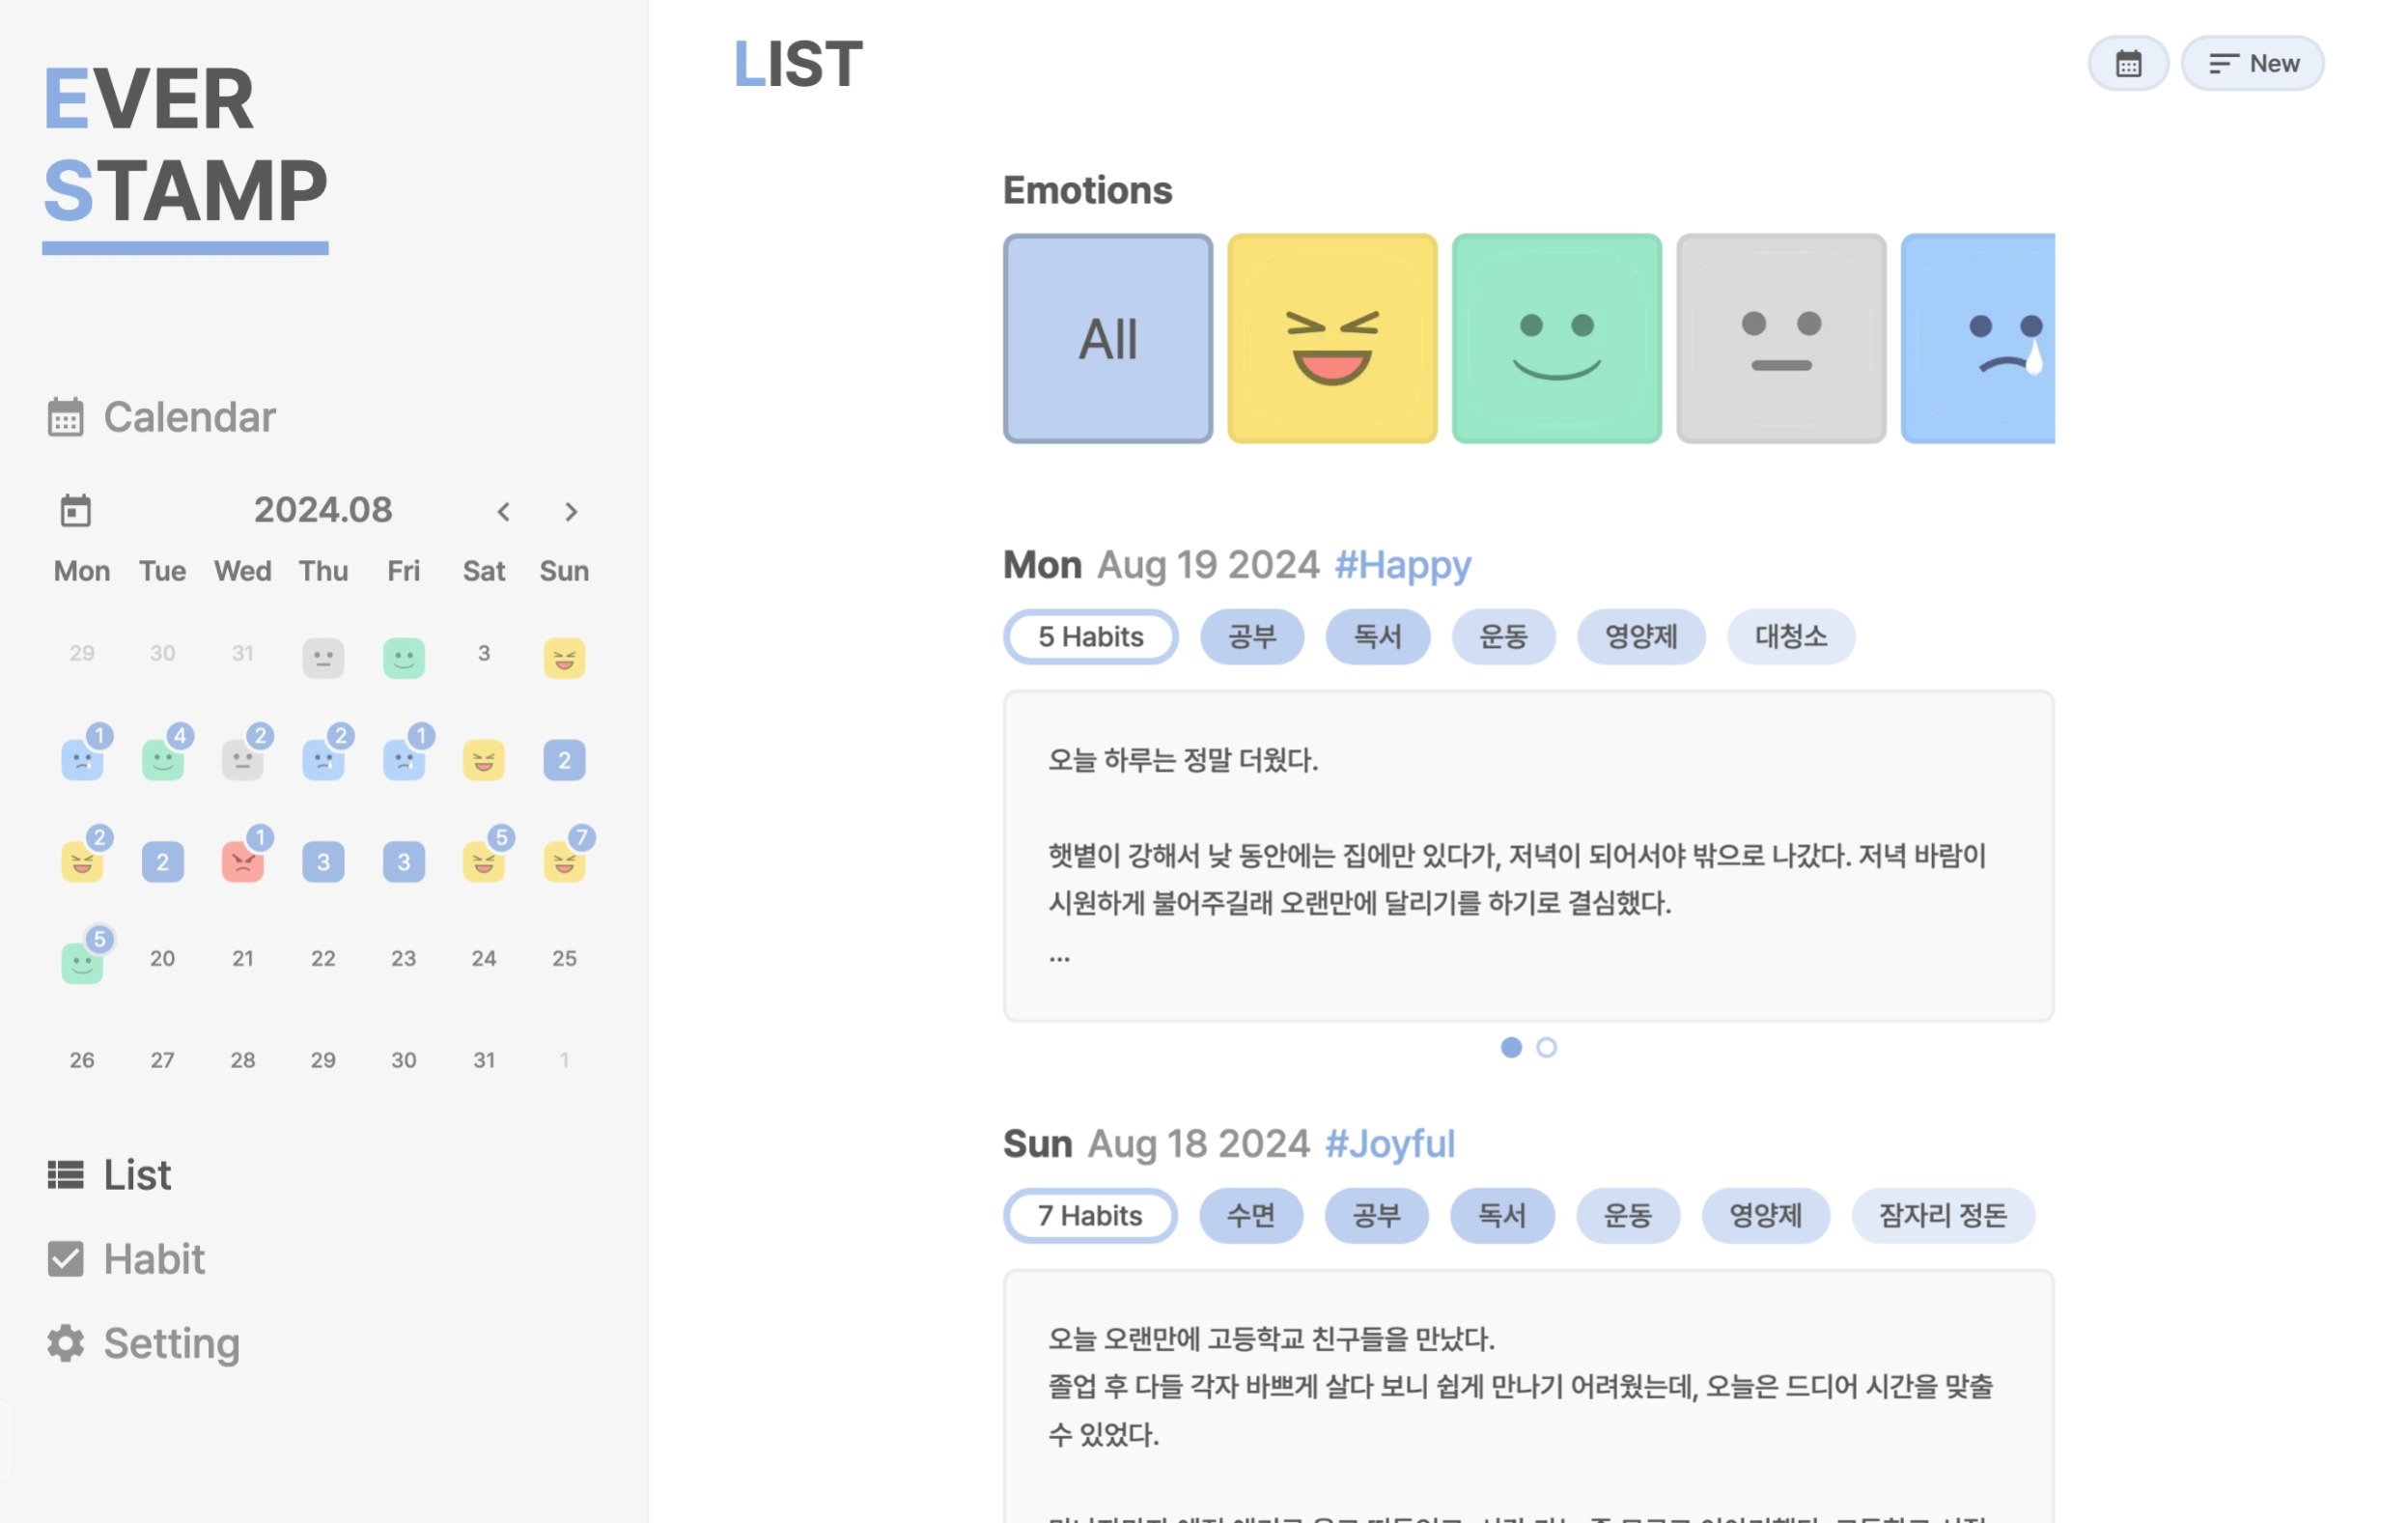 EVER
STAMP
Calendar
2024.08
Mon Tue Wed Thu Fri Sat Sun
29 30 31 3
1 4 2 2 1 2
2 2 1 3 3 5 7
5 20 21 22 23 24 25
26 27 28 29 30 31 1
List
Habit
Setting
LIST
New
Emotions
All
Mon Aug 19 2024 #Happy
5 Habits 공부 독서 운동 영양제 대청소
오늘 하루는 정말 더웠다.
햇볕이 강해서 낮 동안에는 집에만 있다가, 저녁이 되어서야 밖으로 나갔다. 저녁 바람이
시원하게 불어주길래 오랜만에 달리기를 하기로 결심했다.
...
Sun Aug 18 2024 #Joyful
7 Habits 수면 공부 독서 운동 영양제 잠자리 정돈
오늘 오랜만에 고등학교 친구들을 만났다.
졸업 후 다들 각자 바쁘게 살다 보니 쉽게 만나기 어려웠는데, 오늘은 드디어 시간을 맞출
수 있었다.